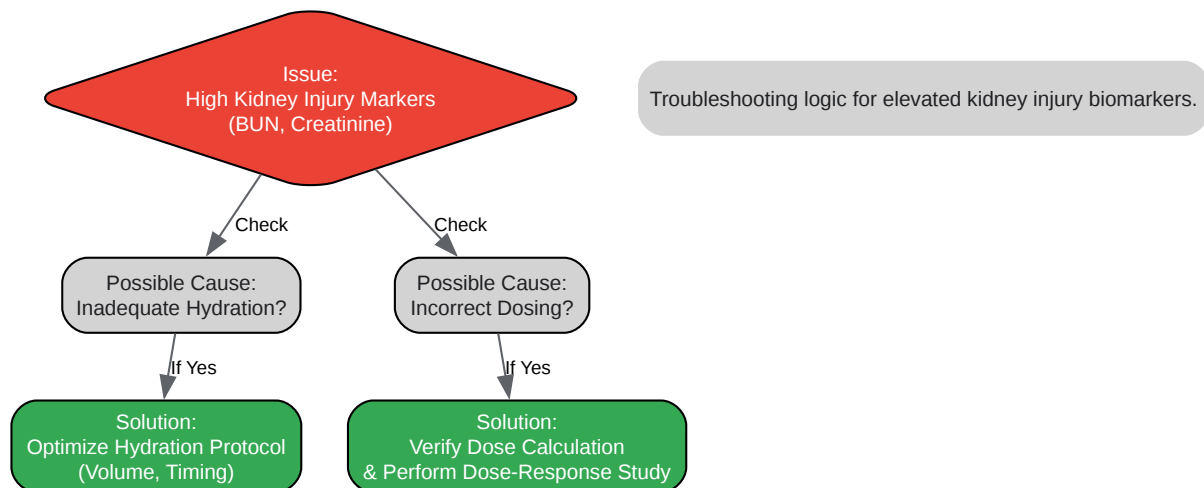 Issue:
High Kidney Injury Markers
(BUN, Creatinine)
Troubleshooting logic for elevated kidney injury biomarkers.
Check
Check
Possible Cause:
Inadequate Hydration?
Possible Cause:
Incorrect Dosing?
If Yes
If Yes
Solution:
Optimize Hydration Protocol
(Volume, Timing)
Solution:
Verify Dose Calculation
& Perform Dose-Response Study